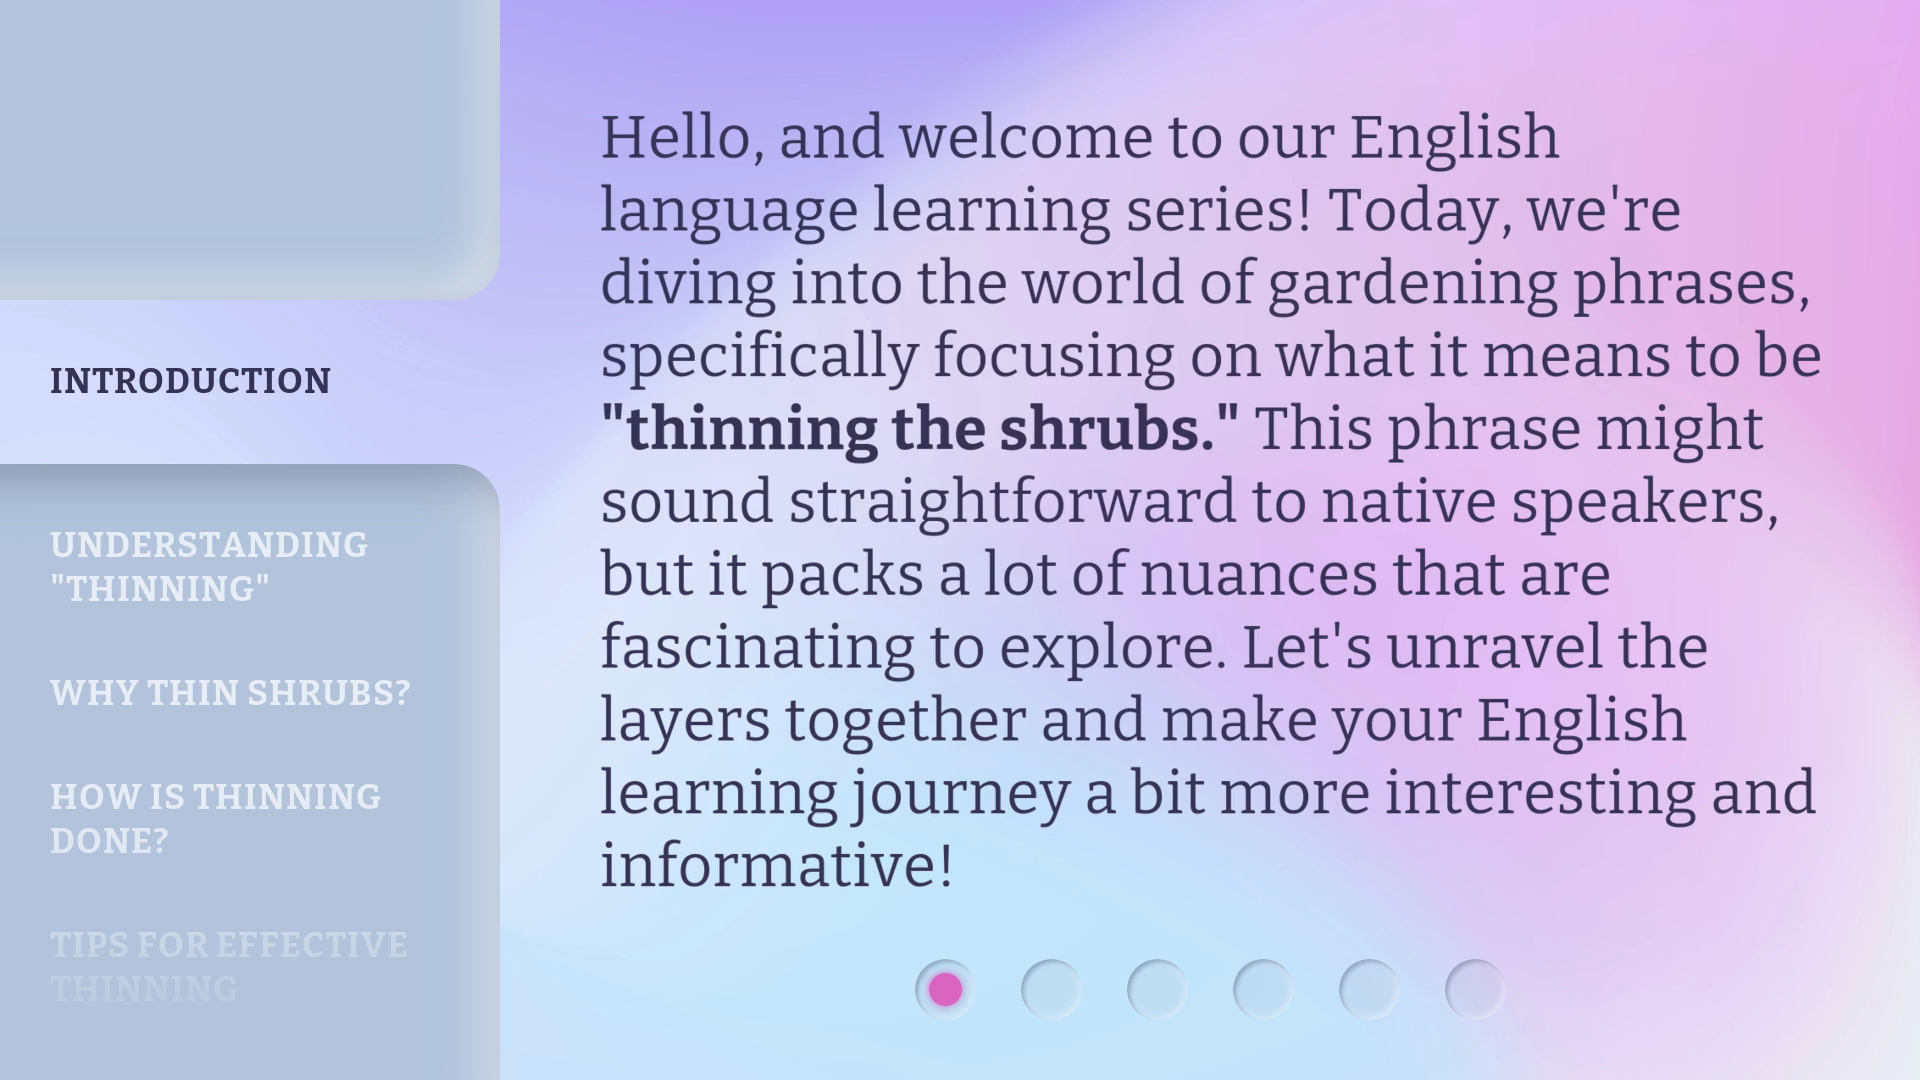 INTRODUCTION
UNDERSTANDING
"THINNING"
WHY THIN SHRUBS?
HOW IS THINNING
DONE?
TIPS FOR EFFECTIVE
THINNING
Hello, and welcome to our English
language learning series! Today, we're
diving into the world of gardening phrases,
specifically focusing on what it means to be
"thinning the shrubs." This phrase might
sound straightforward to native speakers,
but it packs a lot of nuances that are
fascinating to explore. Let's unravel the
layers together and make your English
learning journey a bit more interesting and
informative!